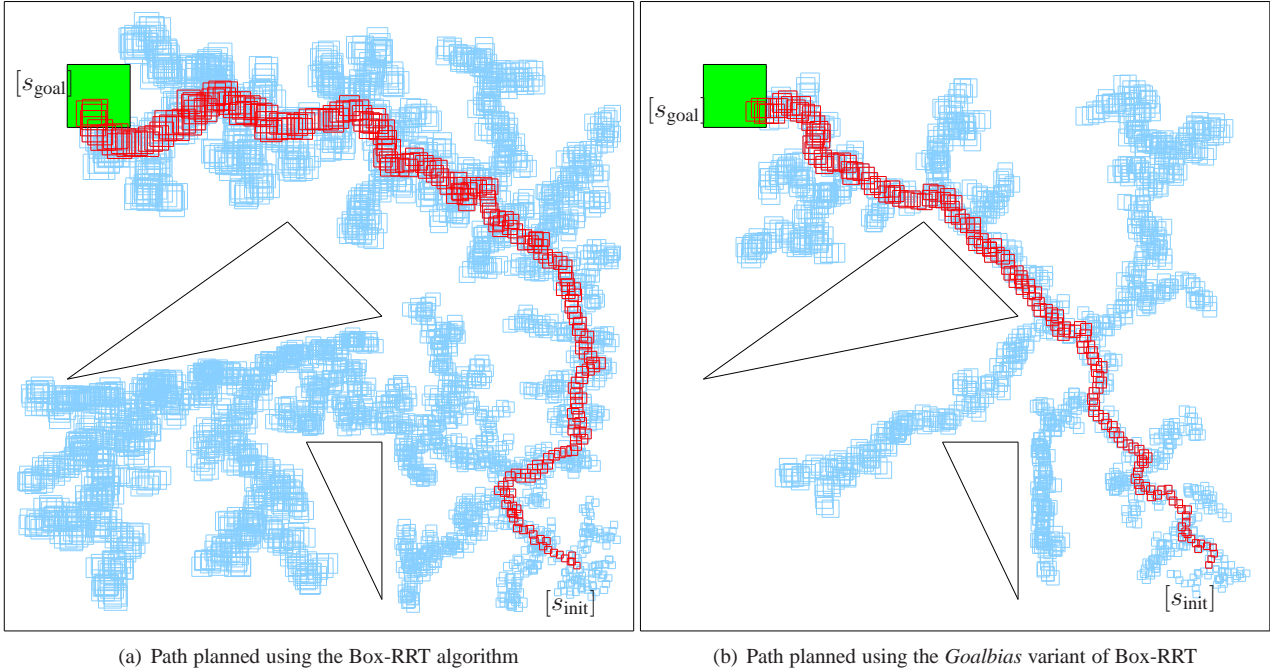 [s_goal]
[s_goal]
[s_init]
[s_init]
(a) Path planned using the Box-RRT algorithm
(b) Path planned using the Goalbias variant of Box-RRT